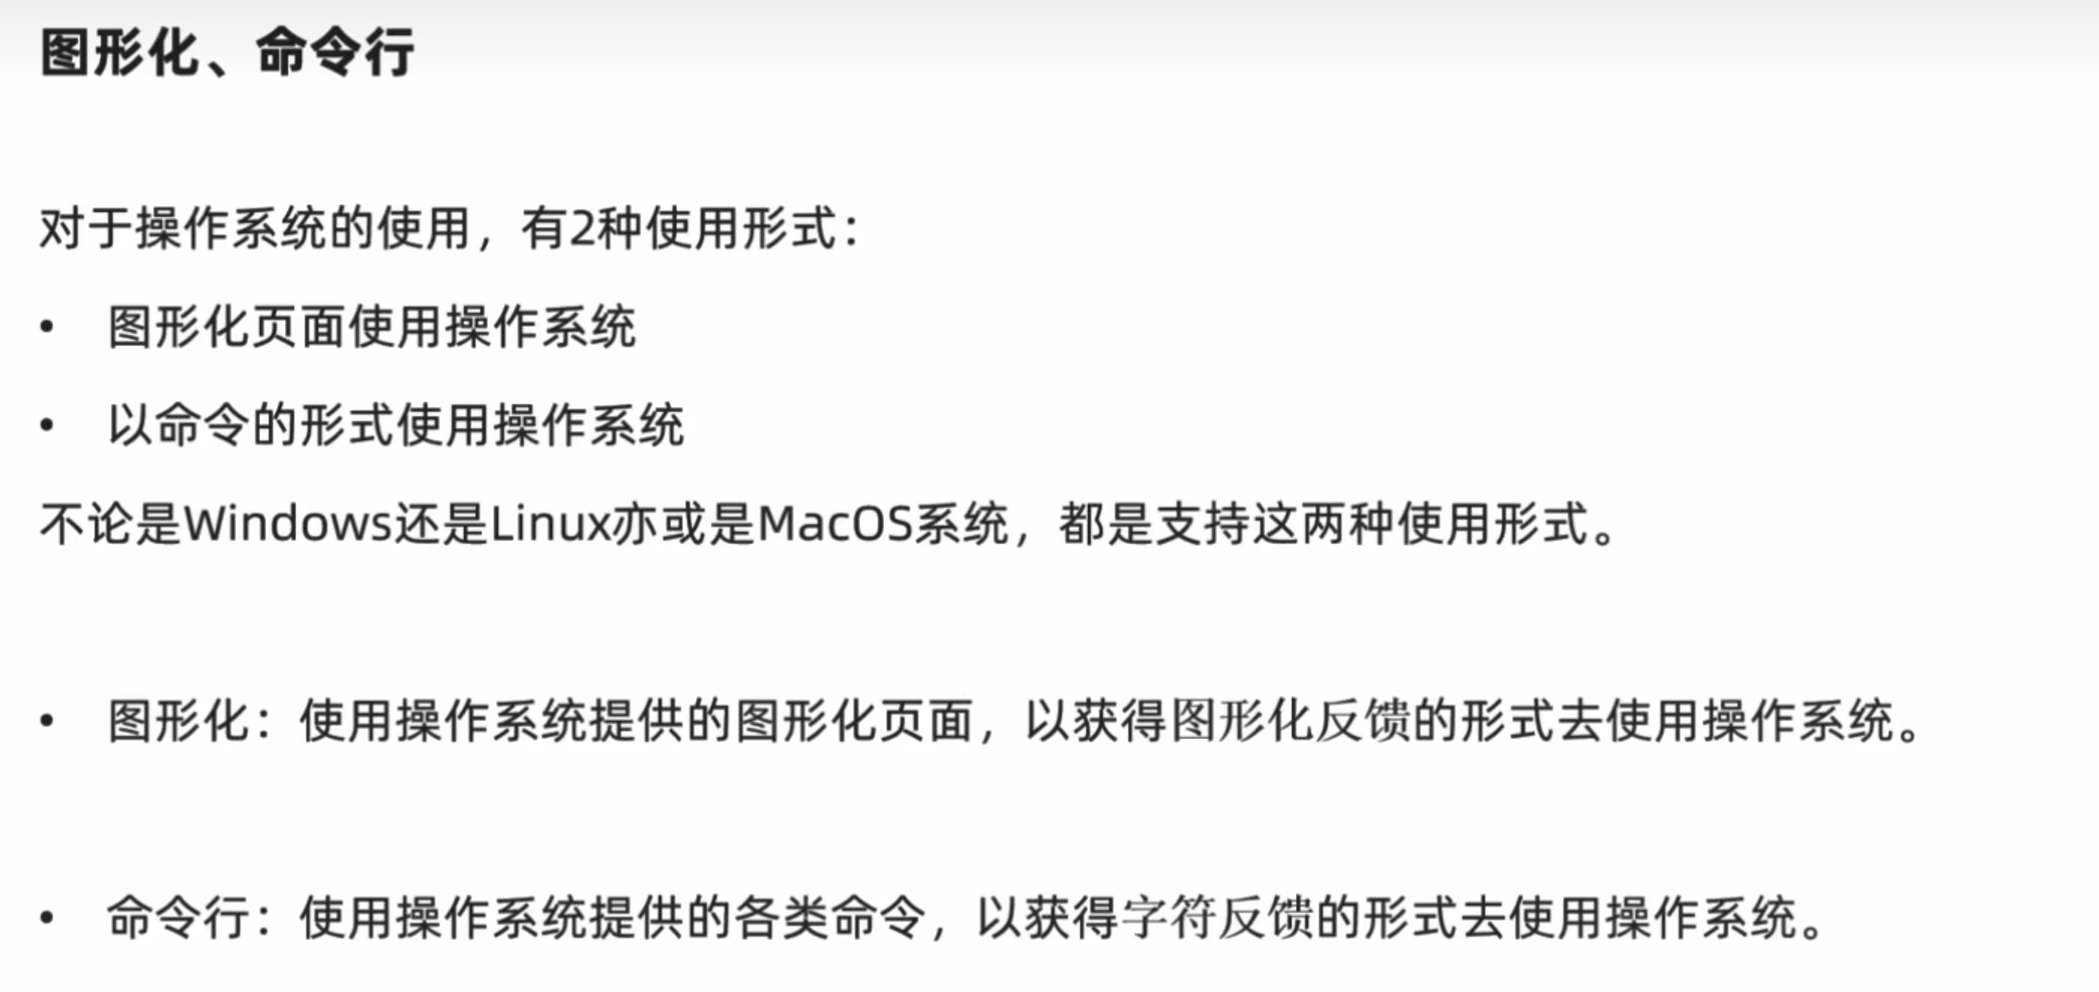 图形化、命令行
对于操作系统的使用，有2种使用形式：
• 图形化页面使用操作系统
• 以命令的形式使用操作系统
不论是Windows还是Linux亦或是MacOS系统，都是支持这两种使用形式。
• 图形化：使用操作系统提供的图形化页面，以获得图形化反馈的形式去使用操作系统。
• 命令行：使用操作系统提供的各类命令，以获得字符反馈的形式去使用操作系统。